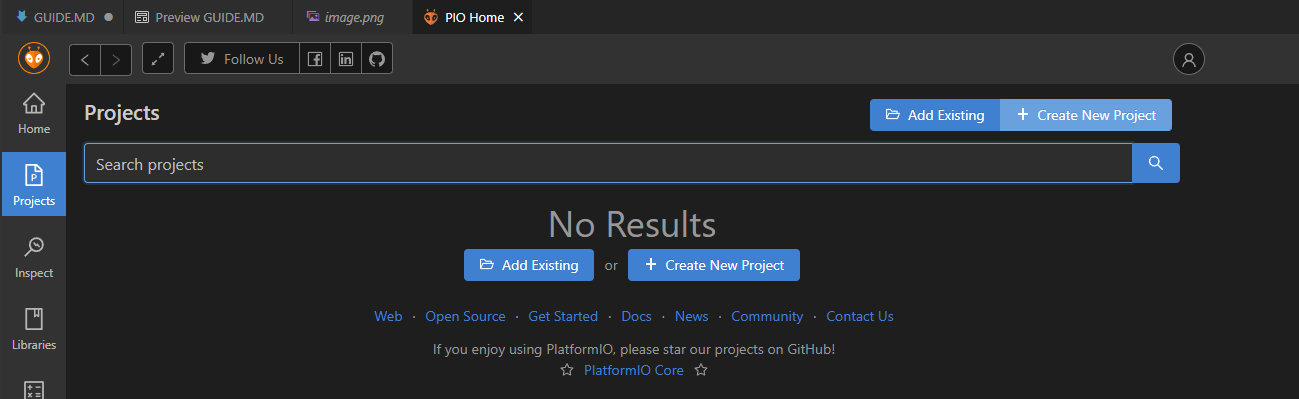 GUIDE.MD Preview GUIDE.MD image.png PIO Home
Follow Us
Home
Projects
Inspect
Libraries
Projects
Add Existing Create New Project
Search projects
No Results
Add Existing or Create New Project
Web · Open Source · Get Started · Docs · News · Community · Contact Us
If you enjoy using PlatformIO, please star our projects on GitHub!
PlatformIO Core